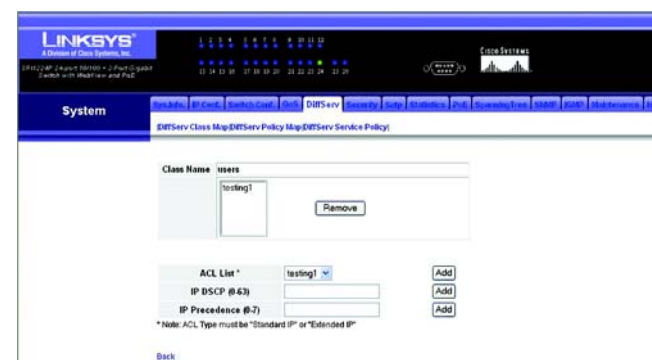 LINKSYS®
A Division of Cisco Systems, Inc.
CISCO SYSTEMS
System
Sys.Info. IP Conf. Switch Conf. QoS DiffServ Security Sntp Statistics PoE SpanningTree SNMP IGMP Maintenance
DiffServ Class Map|DiffServ Policy Map|DiffServ Service Policy|
Class Name users
testing1
Remove
ACL List * testing1 Add
IP DSCP (0-63) Add
IP Precedence (0-7) Add
* Note: ACL Type must be "Standard IP" or "Extended IP"
Back